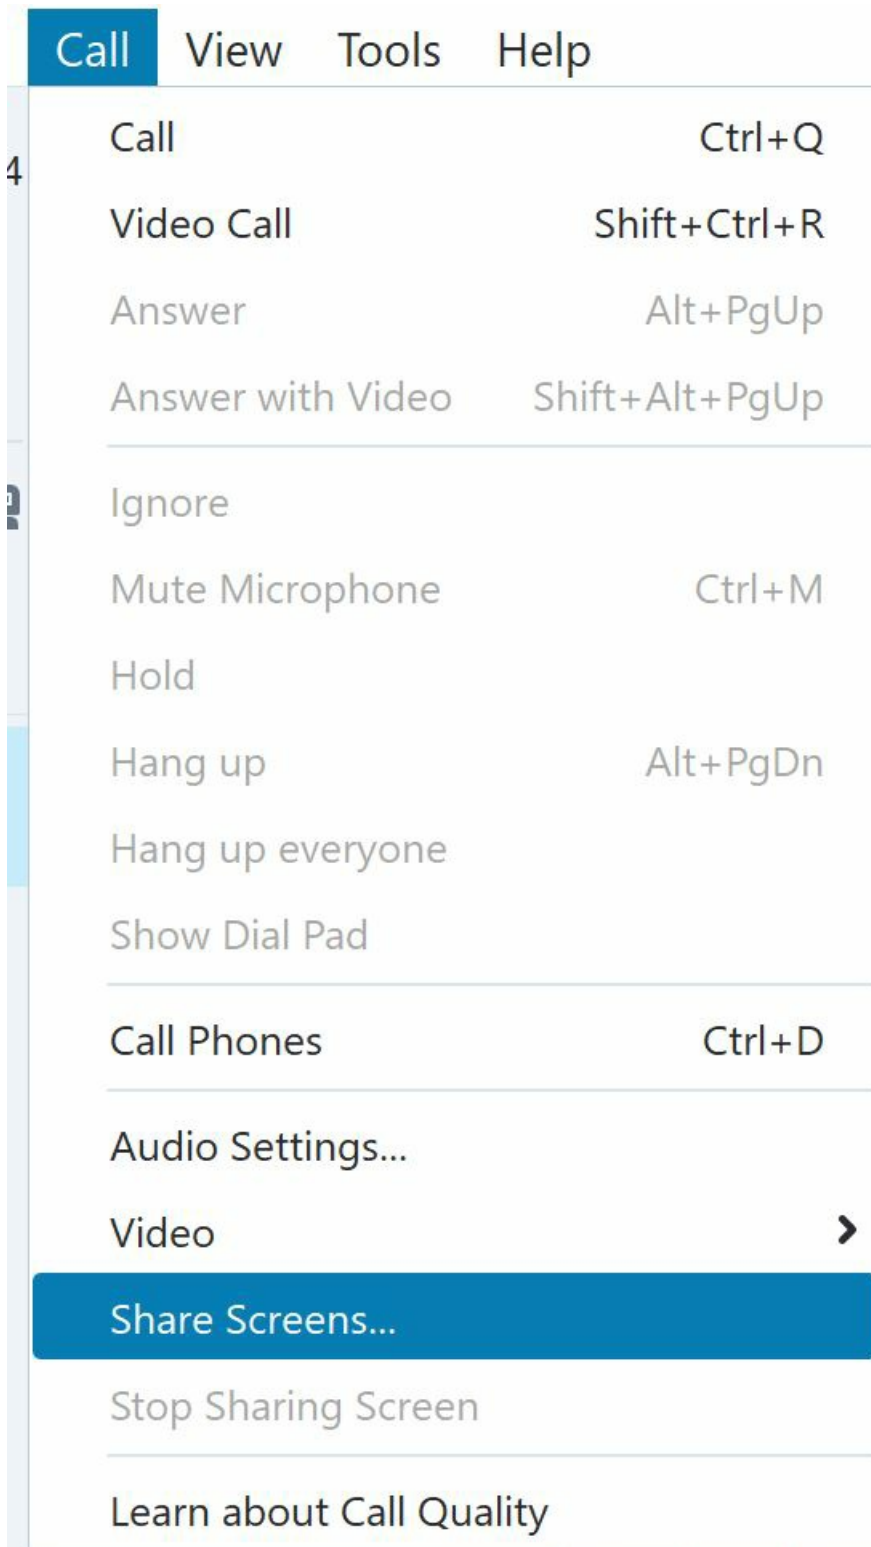 Call View Tools Help
4
Call Ctrl+Q
Video Call Shift+Ctrl+R
Answer Alt+PgUp
Answer with Video Shift+Alt+PgUp
Ignore
Mute Microphone Ctrl+M
Hold
Hang up Alt+PgDn
Hang up everyone
Show Dial Pad
Call Phones Ctrl+D
Audio Settings...
Video
Share Screens...
Stop Sharing Screen
Learn about Call Quality